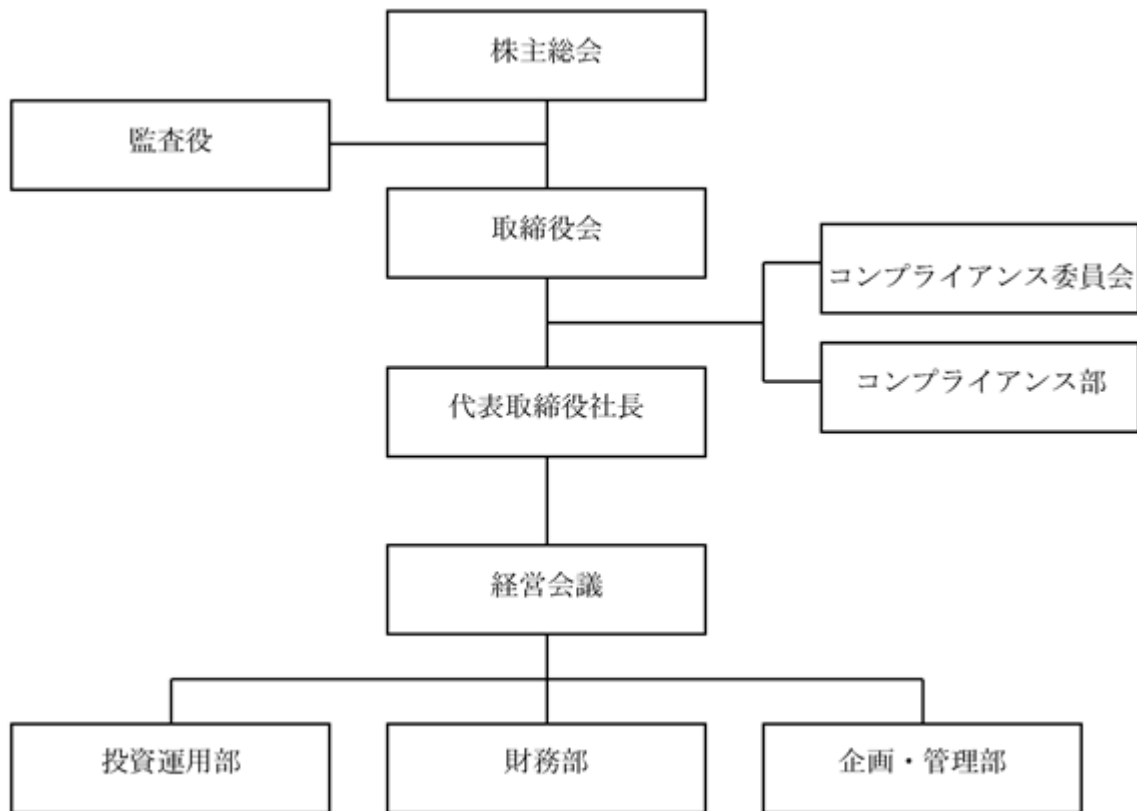 株主総会
監査役
取締役会
コンプライアンス委員会
コンプライアンス部
代表取締役社長
経営会議
投資運用部
財務部
企画・管理部